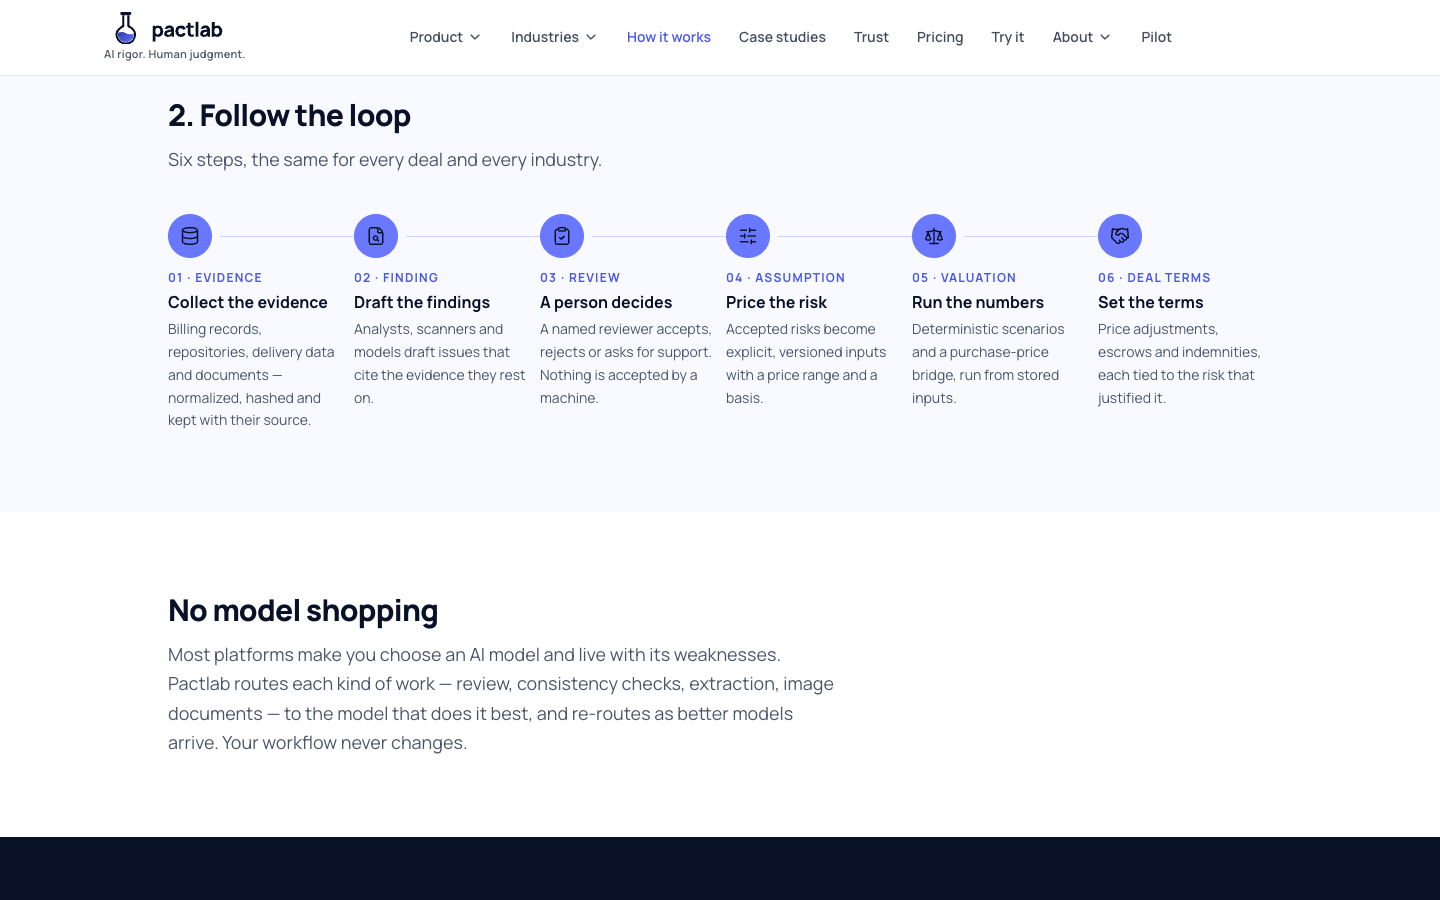 pactlab
AI rigor. Human judgment.
Product
Industries
How it works
Case studies
Trust
Pricing
Try it
About
Pilot
2. Follow the loop
Six steps, the same for every deal and every industry.
01 · EVIDENCE
Collect the evidence
Billing records,
repositories, delivery data
and documents —
normalized, hashed and
kept with their source.
02 · FINDING
Draft the findings
Analysts, scanners and
models draft issues that
cite the evidence they rest
on.
03 · REVIEW
A person decides
A named reviewer accepts,
rejects or asks for support.
Nothing is accepted by a
machine.
04 · ASSUMPTION
Price the risk
Accepted risks become
explicit, versioned inputs
with a price range and a
basis.
05 · VALUATION
Run the numbers
Deterministic scenarios
and a purchase-price
bridge, run from stored
inputs.
06 · DEAL TERMS
Set the terms
Price adjustments,
escrows and indemnities,
each tied to the risk that
justified it.
No model shopping
Most platforms make you choose an AI model and live with its weaknesses.
Pactlab routes each kind of work — review, consistency checks, extraction, image
documents — to the model that does it best, and re-routes as better models
arrive. Your workflow never changes.